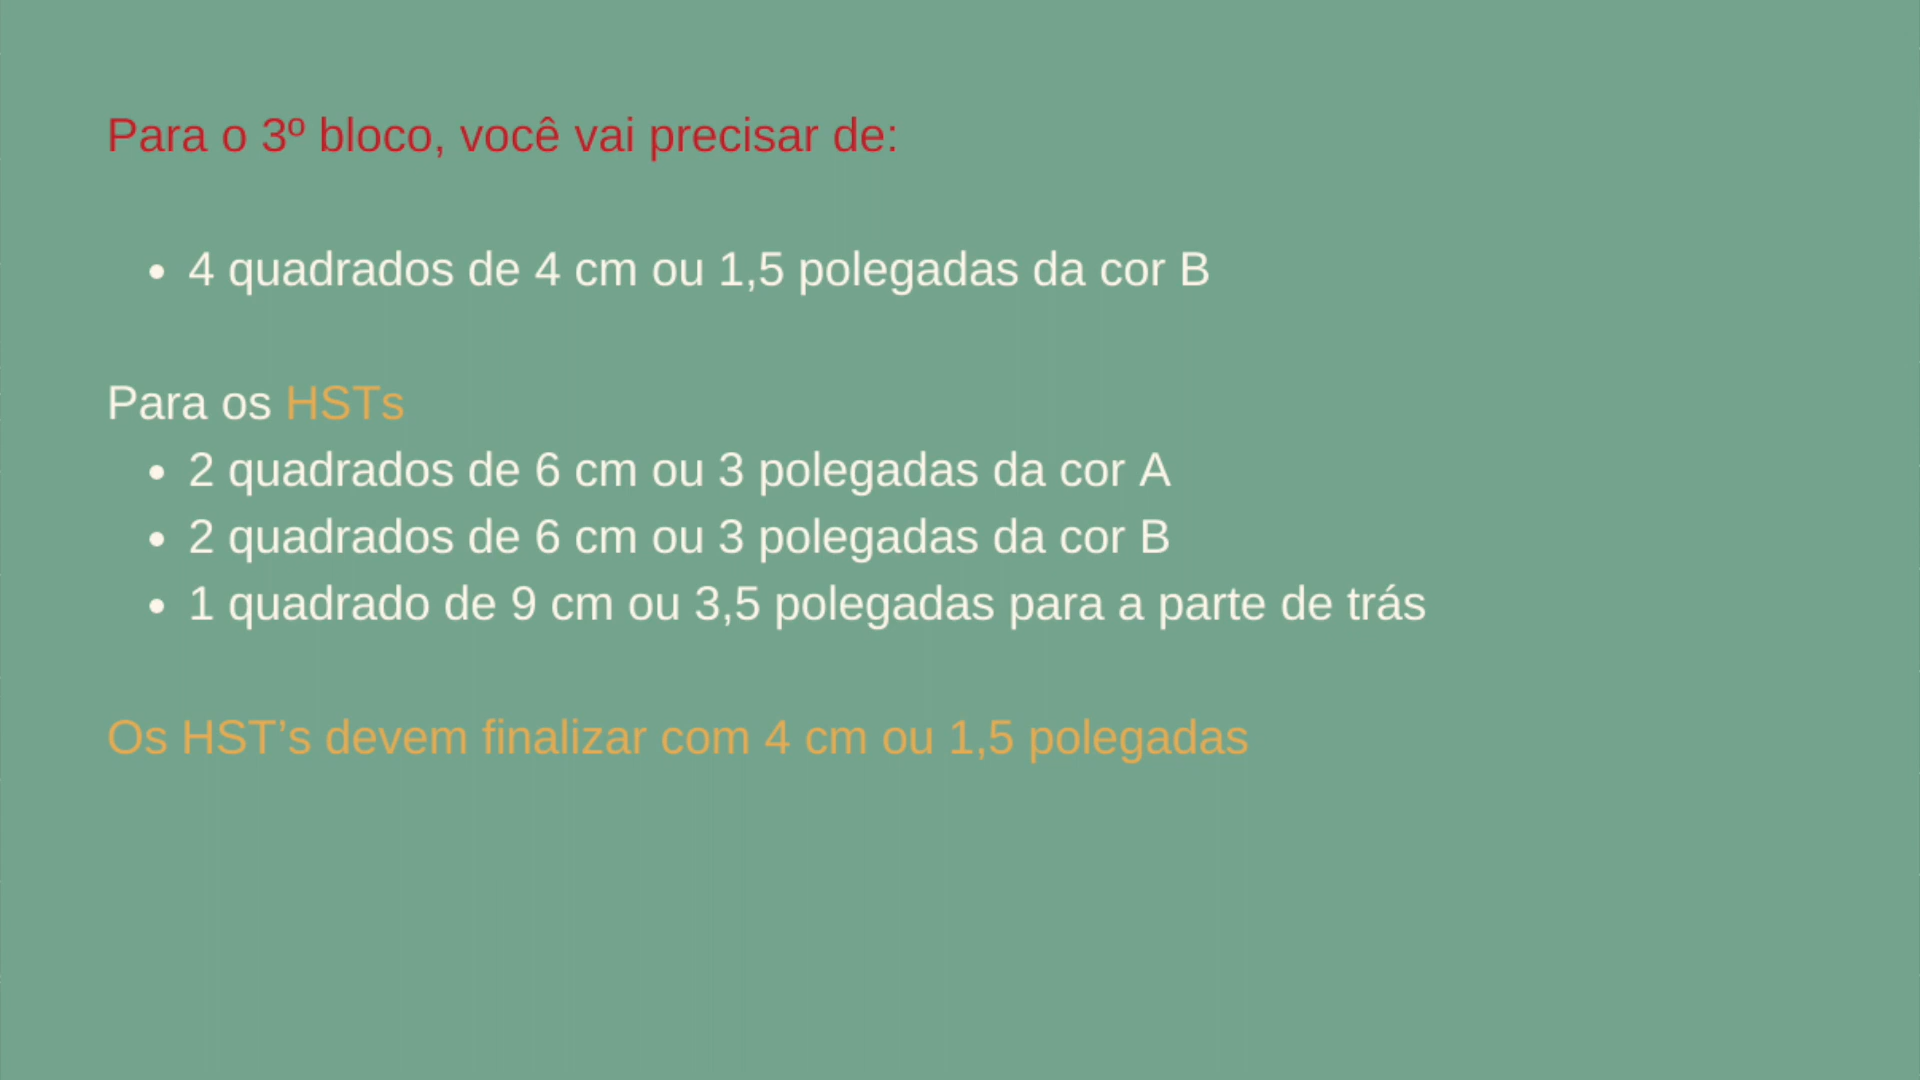 Para o 3º bloco, você vai precisar de:
• 4 quadrados de 4 cm ou 1,5 polegadas da cor B
Para os HSTs
• 2 quadrados de 6 cm ou 3 polegadas da cor A
• 2 quadrados de 6 cm ou 3 polegadas da cor B
• 1 quadrado de 9 cm ou 3,5 polegadas para a parte de trás
Os HST’s devem finalizar com 4 cm ou 1,5 polegadas